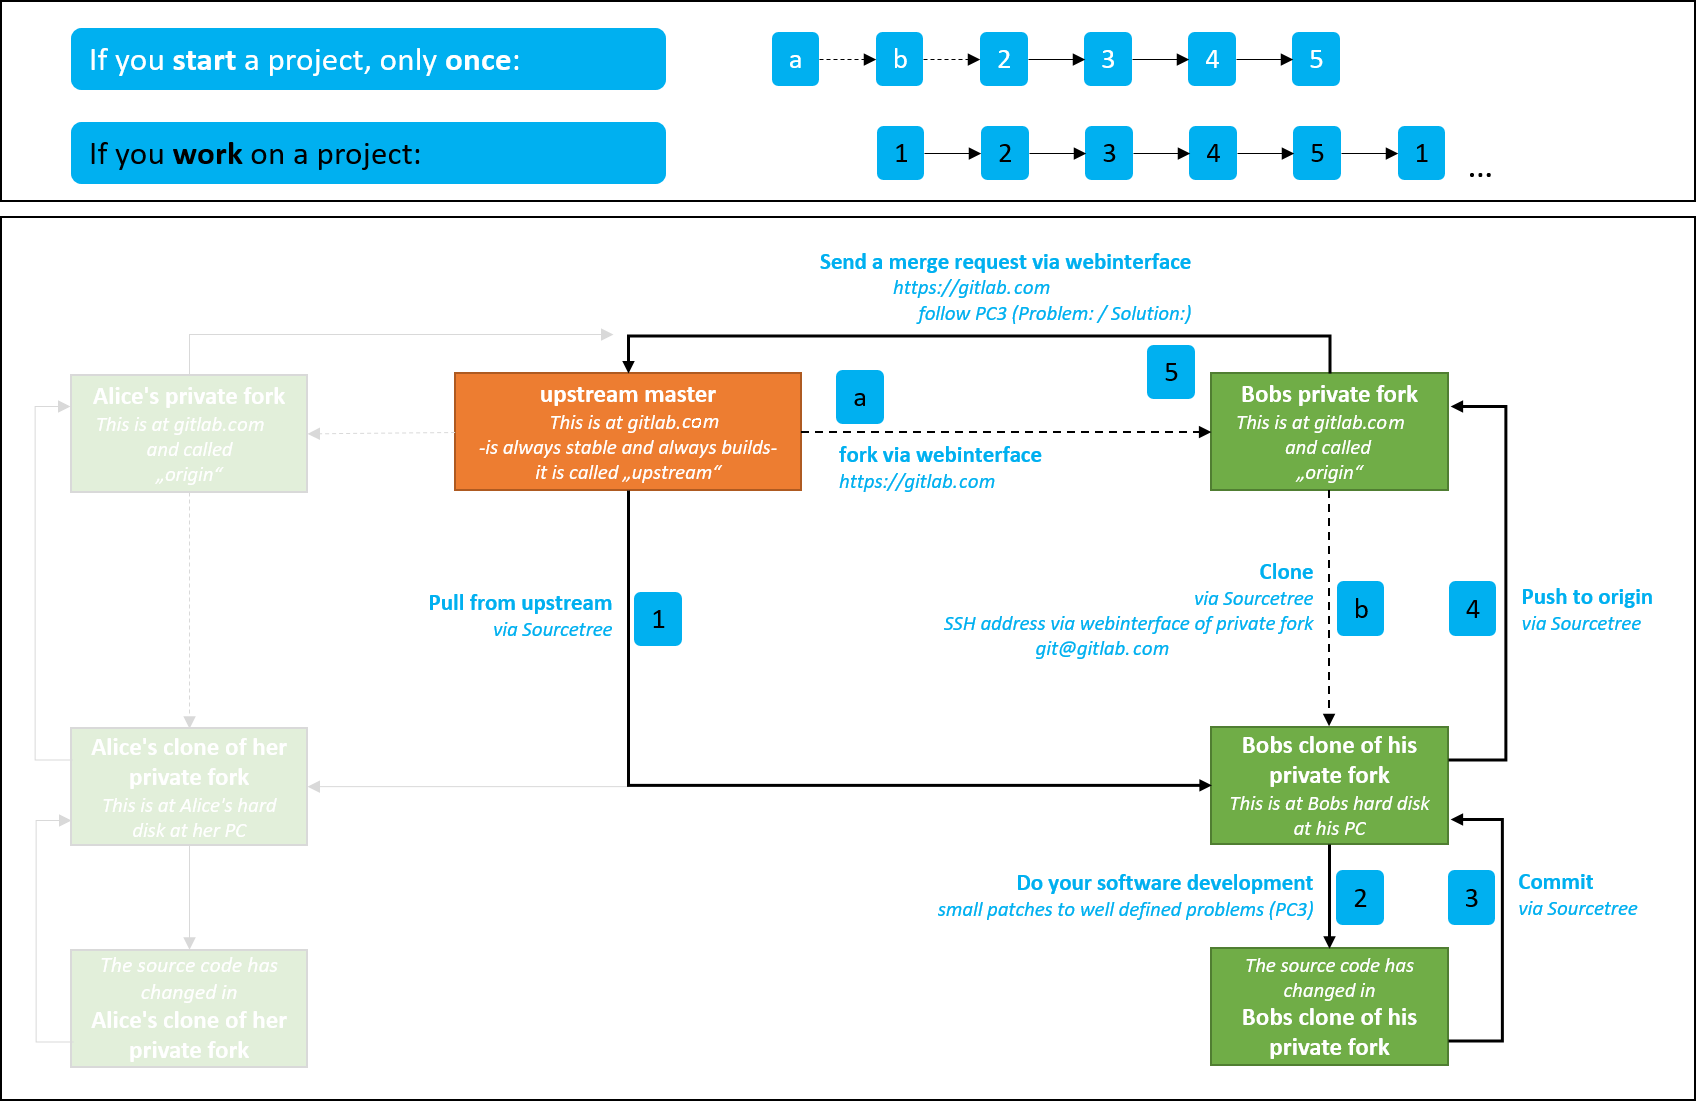 If you start a project, only once:
a b 2 3 4 5
If you work on a project:
1 2 3 4 5 1 ...
Send a merge request via webinterface
https://gitlab.com
follow PC3 (Problem: / Solution:)
5
Alice's private fork
This is at gitlab.com
and called
„origin“
upstream master
This is at gitlab.com
-is always stable and always builds-
it is called „upstream“
a
fork via webinterface
https://gitlab.com
Bobs private fork
This is at gitlab.com
and called
„origin“
Pull from upstream
via Sourcetree
1
Clone
via Sourcetree
SSH address via webinterface of private fork
git@gitlab.com
b
4
Push to origin
via Sourcetree
Alice's clone of her
private fork
This is at Alice's hard
disk at her PC
Bobs clone of his
private fork
This is at Bobs hard disk
at his PC
Do your software development
small patches to well defined problems (PC3)
2
3
Commit
via Sourcetree
The source code has
changed in
Alice's clone of her
private fork
The source code has
changed in
Bobs clone of his
private fork